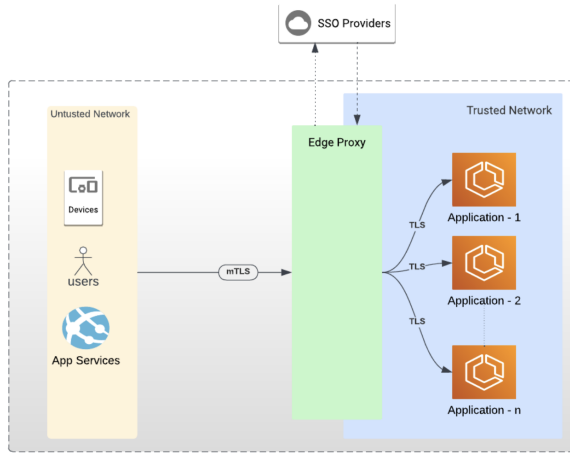 SSO Providers
Untusted Network
Trusted Network
Edge Proxy
Devices
users
App Services
mTLS
TLS
Application - 1
TLS
Application - 2
TLS
Application - n